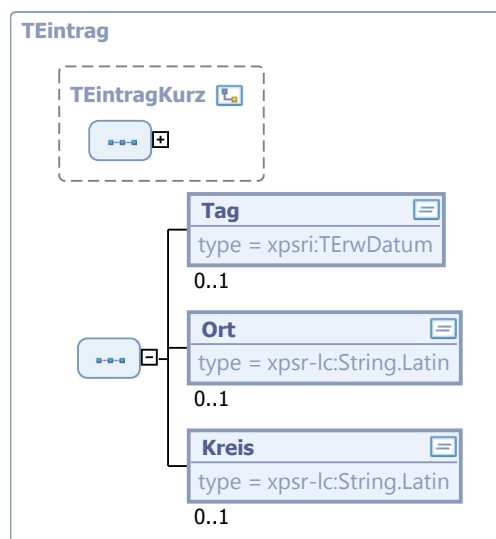 TEintrag
TEintragKurz
Tag
type = xpsri:TErwDatum
0..1
Ort
type = xpsr-lc:String.Latin
0..1
Kreis
type = xpsr-lc:String.Latin
0..1